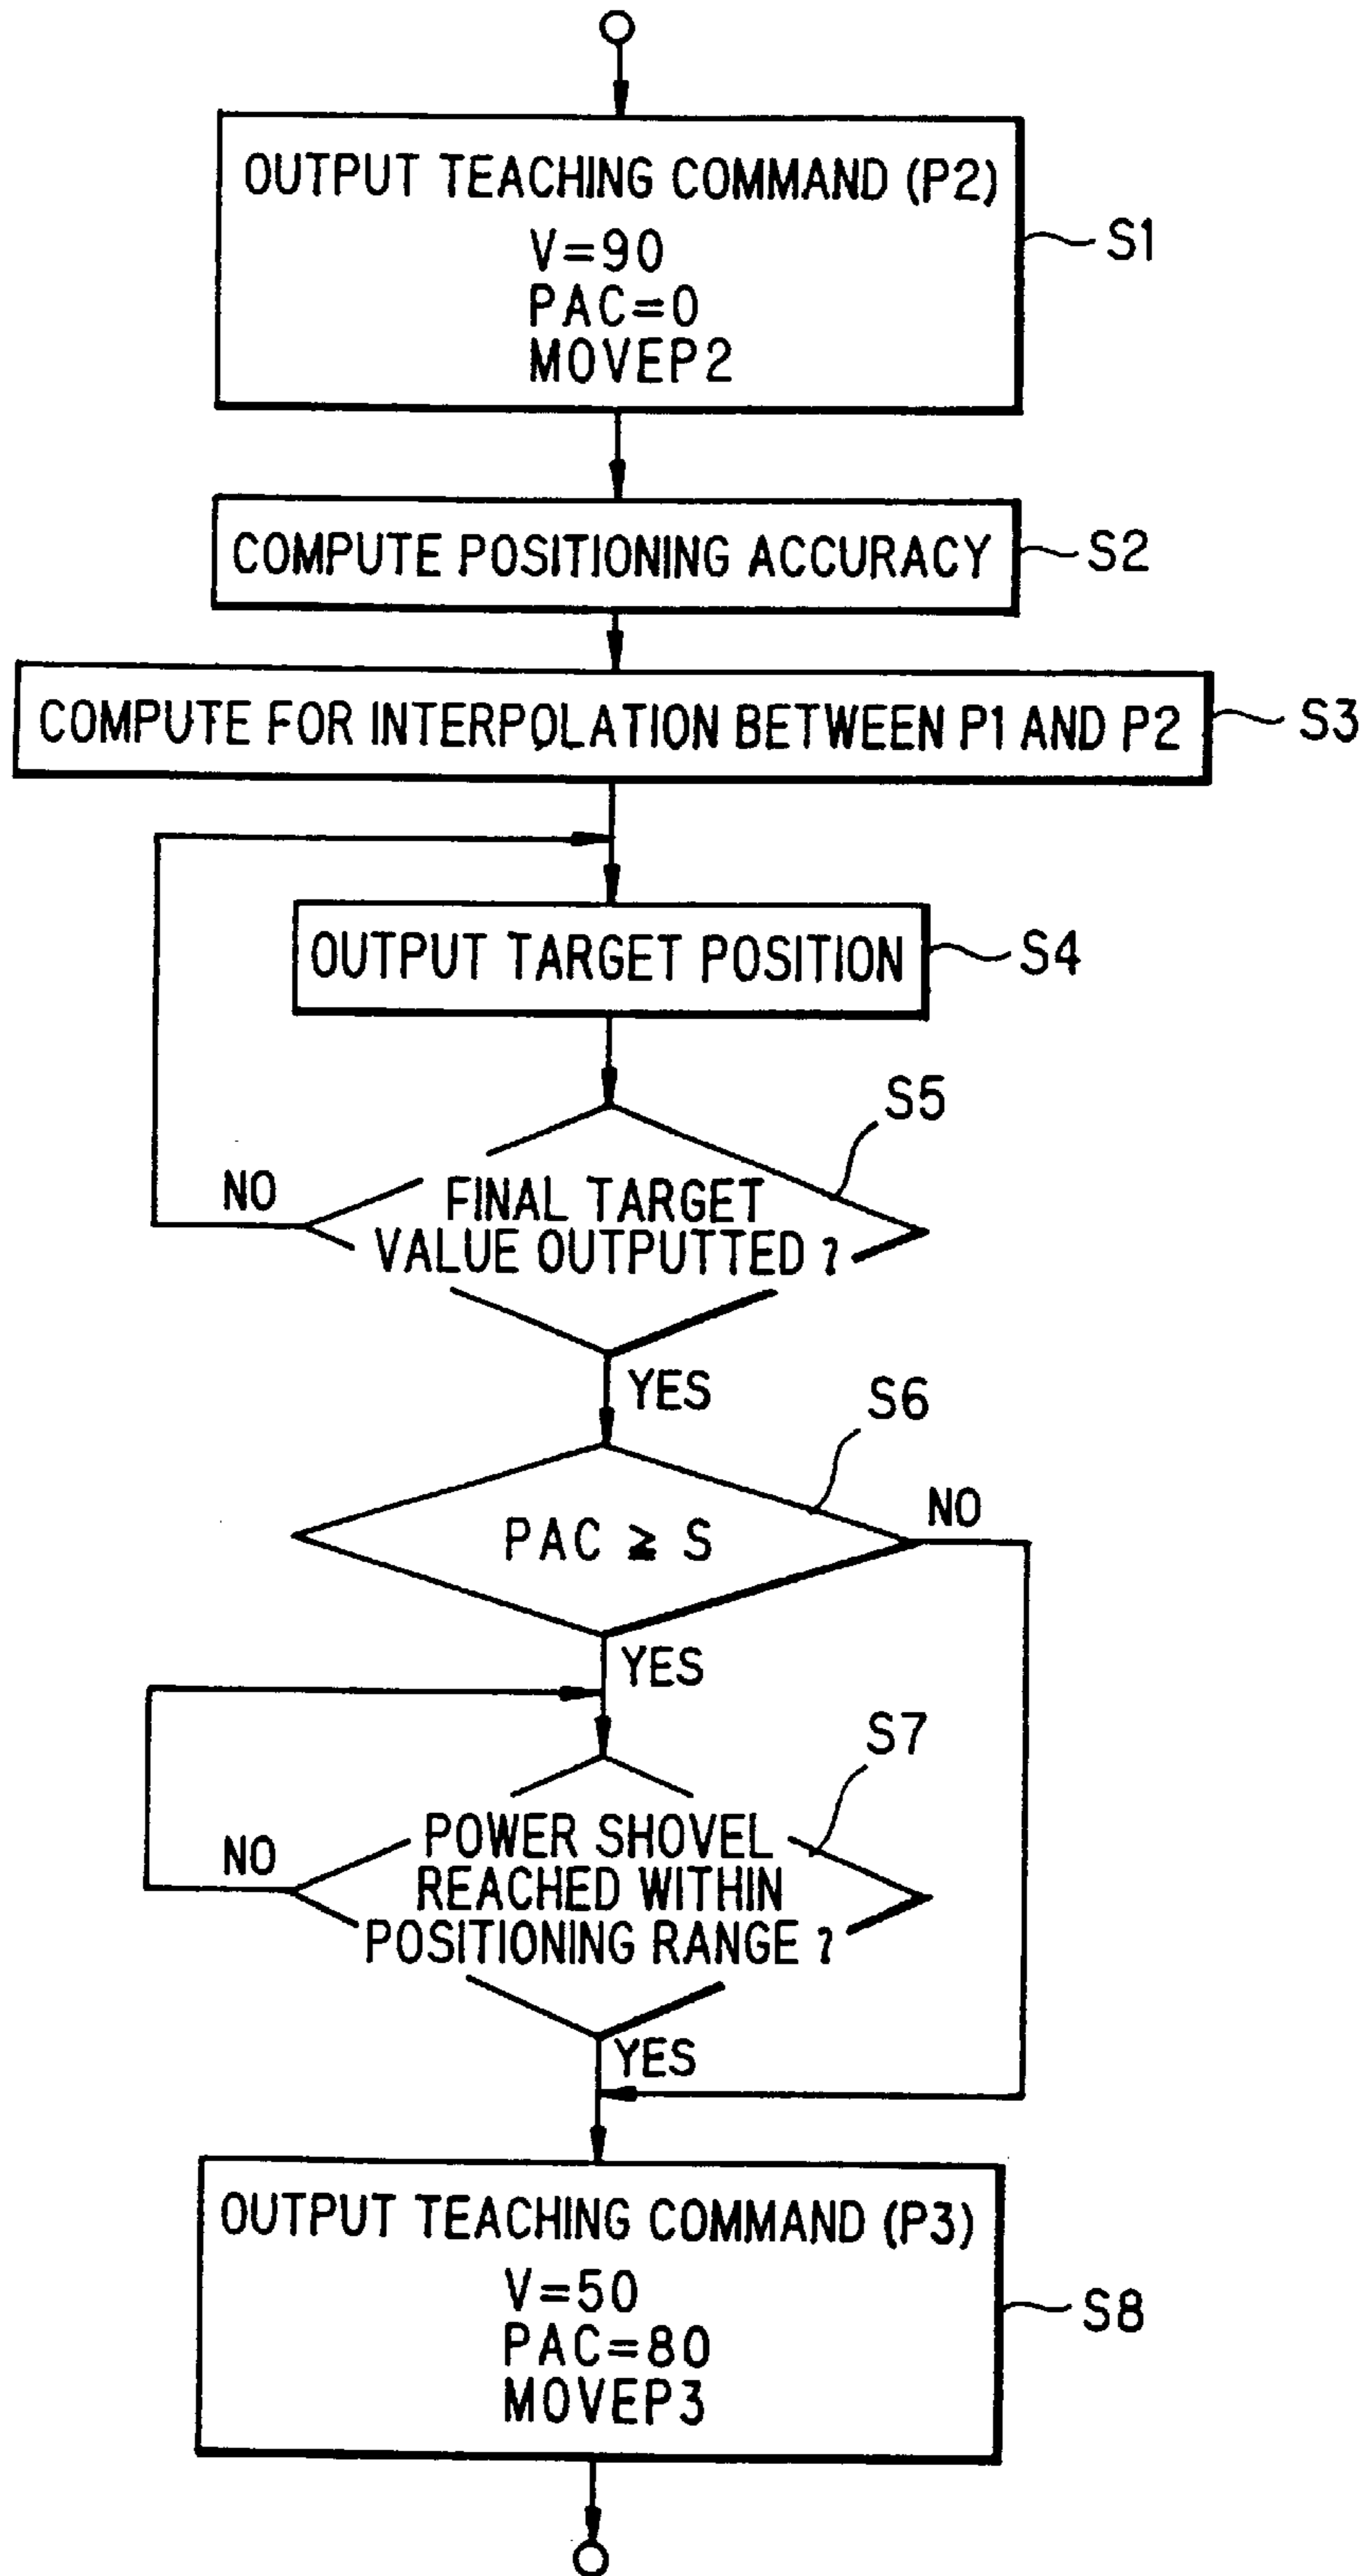 OUTPUT TEACHING COMMAND (P2)
V=90
PAC=0
MOVEP2
S1
COMPUTE POSITIONING ACCURACY
S2
COMPUTE FOR INTERPOLATION BETWEEN P1 AND P2
S3
OUTPUT TARGET POSITION
S4
S5
NO
FINAL TARGET
VALUE OUTPUTTED ?
YES
S6
NO
PAC ≧ S
YES
S7
NO
POWER SHOVEL
REACHED WITHIN
POSITIONING RANGE ?
YES
OUTPUT TEACHING COMMAND (P3)
V=50
PAC=80
MOVEP3
S8